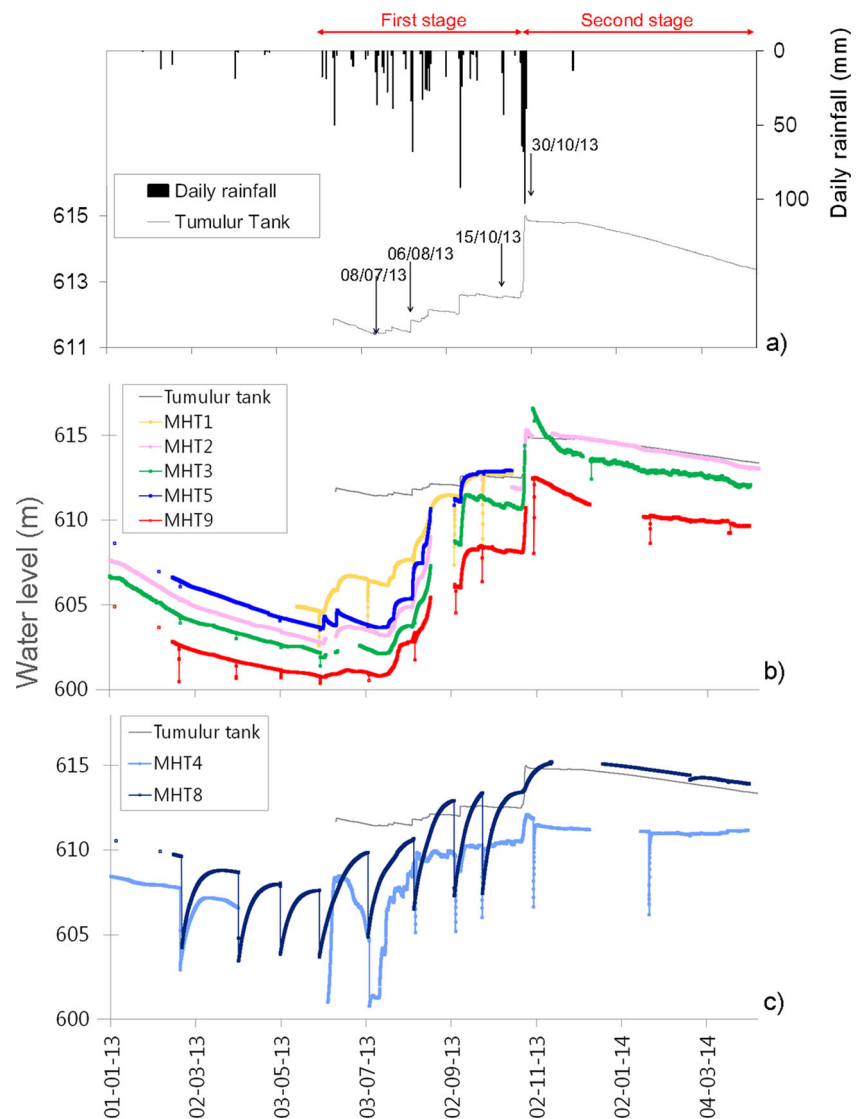 First stage
Second stage
0
50
100
Daily rainfall (mm)
30/10/13
Daily rainfall
Tumulur Tank
15/10/13
06/08/13
08/07/13
615
613
611
a)
Tumulur tank
MHT1
MHT2
MHT3
MHT5
MHT9
615
610
605
600
Water level (m)
b)
Tumulur tank
MHT4
MHT8
615
610
605
600
c)
01-01-13
02-03-13
03-05-13
03-07-13
02-09-13
02-11-13
02-01-14
04-03-14